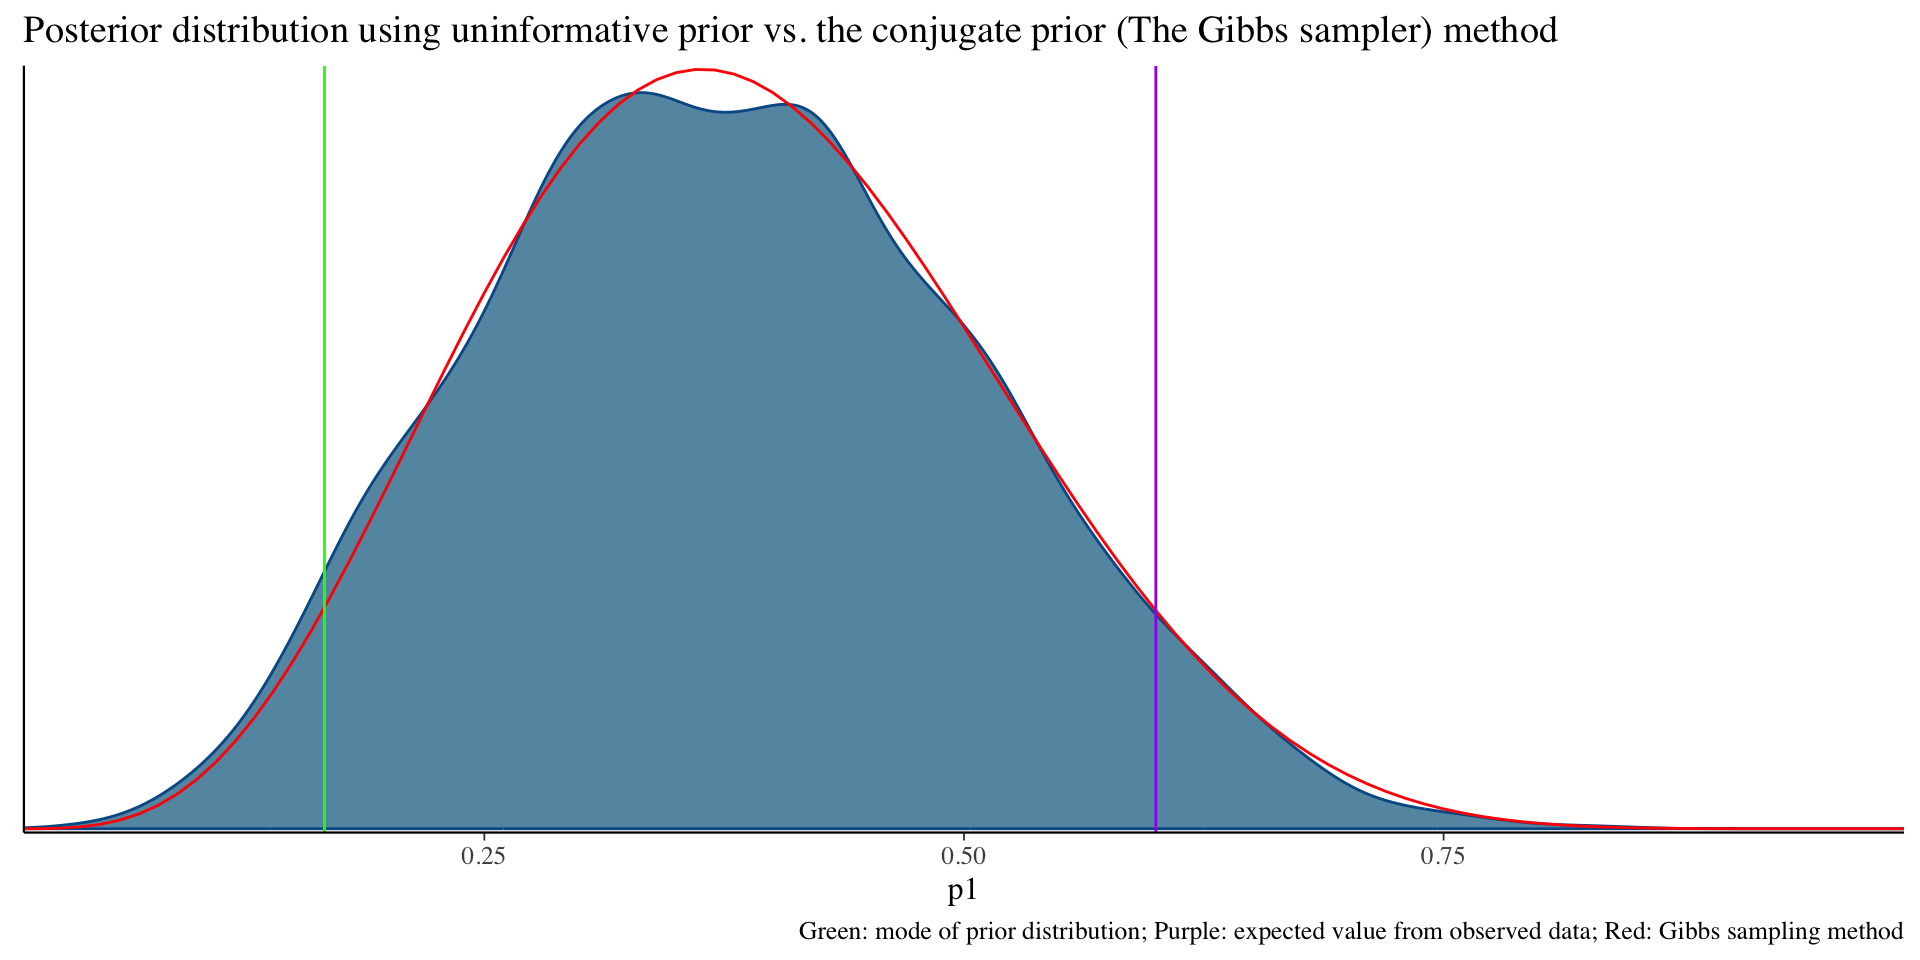 Posterior distribution using uninformative prior vs. the conjugate prior (The Gibbs sampler) method
0.25 0.50 0.75
p1
Green: mode of prior distribution; Purple: expected value from observed data; Red: Gibbs sampling method